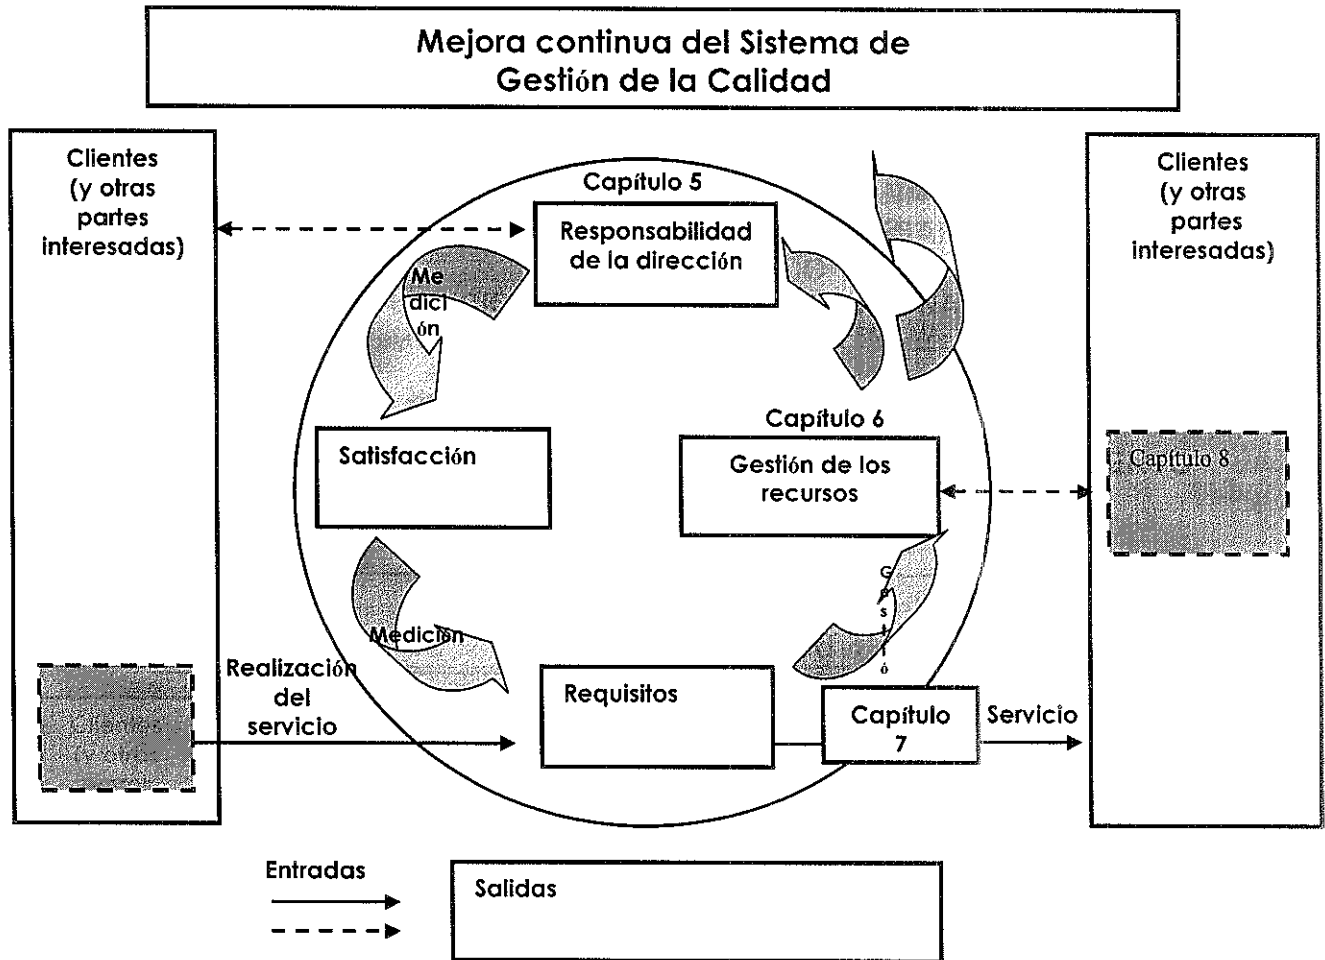 Mejora continua del Sistema de
Gestión de la Calidad
Clientes
(y otras
partes
interesadas)
Capítulo 5
Responsabilidad
de la dirección
Clientes
(y otras
partes
interesadas)
Me
dici
ón
Capítulo 6
Satisfacción
Gestión de los
recursos
Capítulo 8
Medición
Realización
del
servicio
Requisitos
Capítulo
7
Servicio
Entradas
Salidas